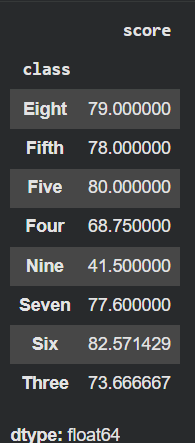 score
class
Eight 79.000000
Fifth 78.000000
Five 80.000000
Four 68.750000
Nine 41.500000
Seven 77.600000
Six 82.571429
Three 73.666667
dtype: float64